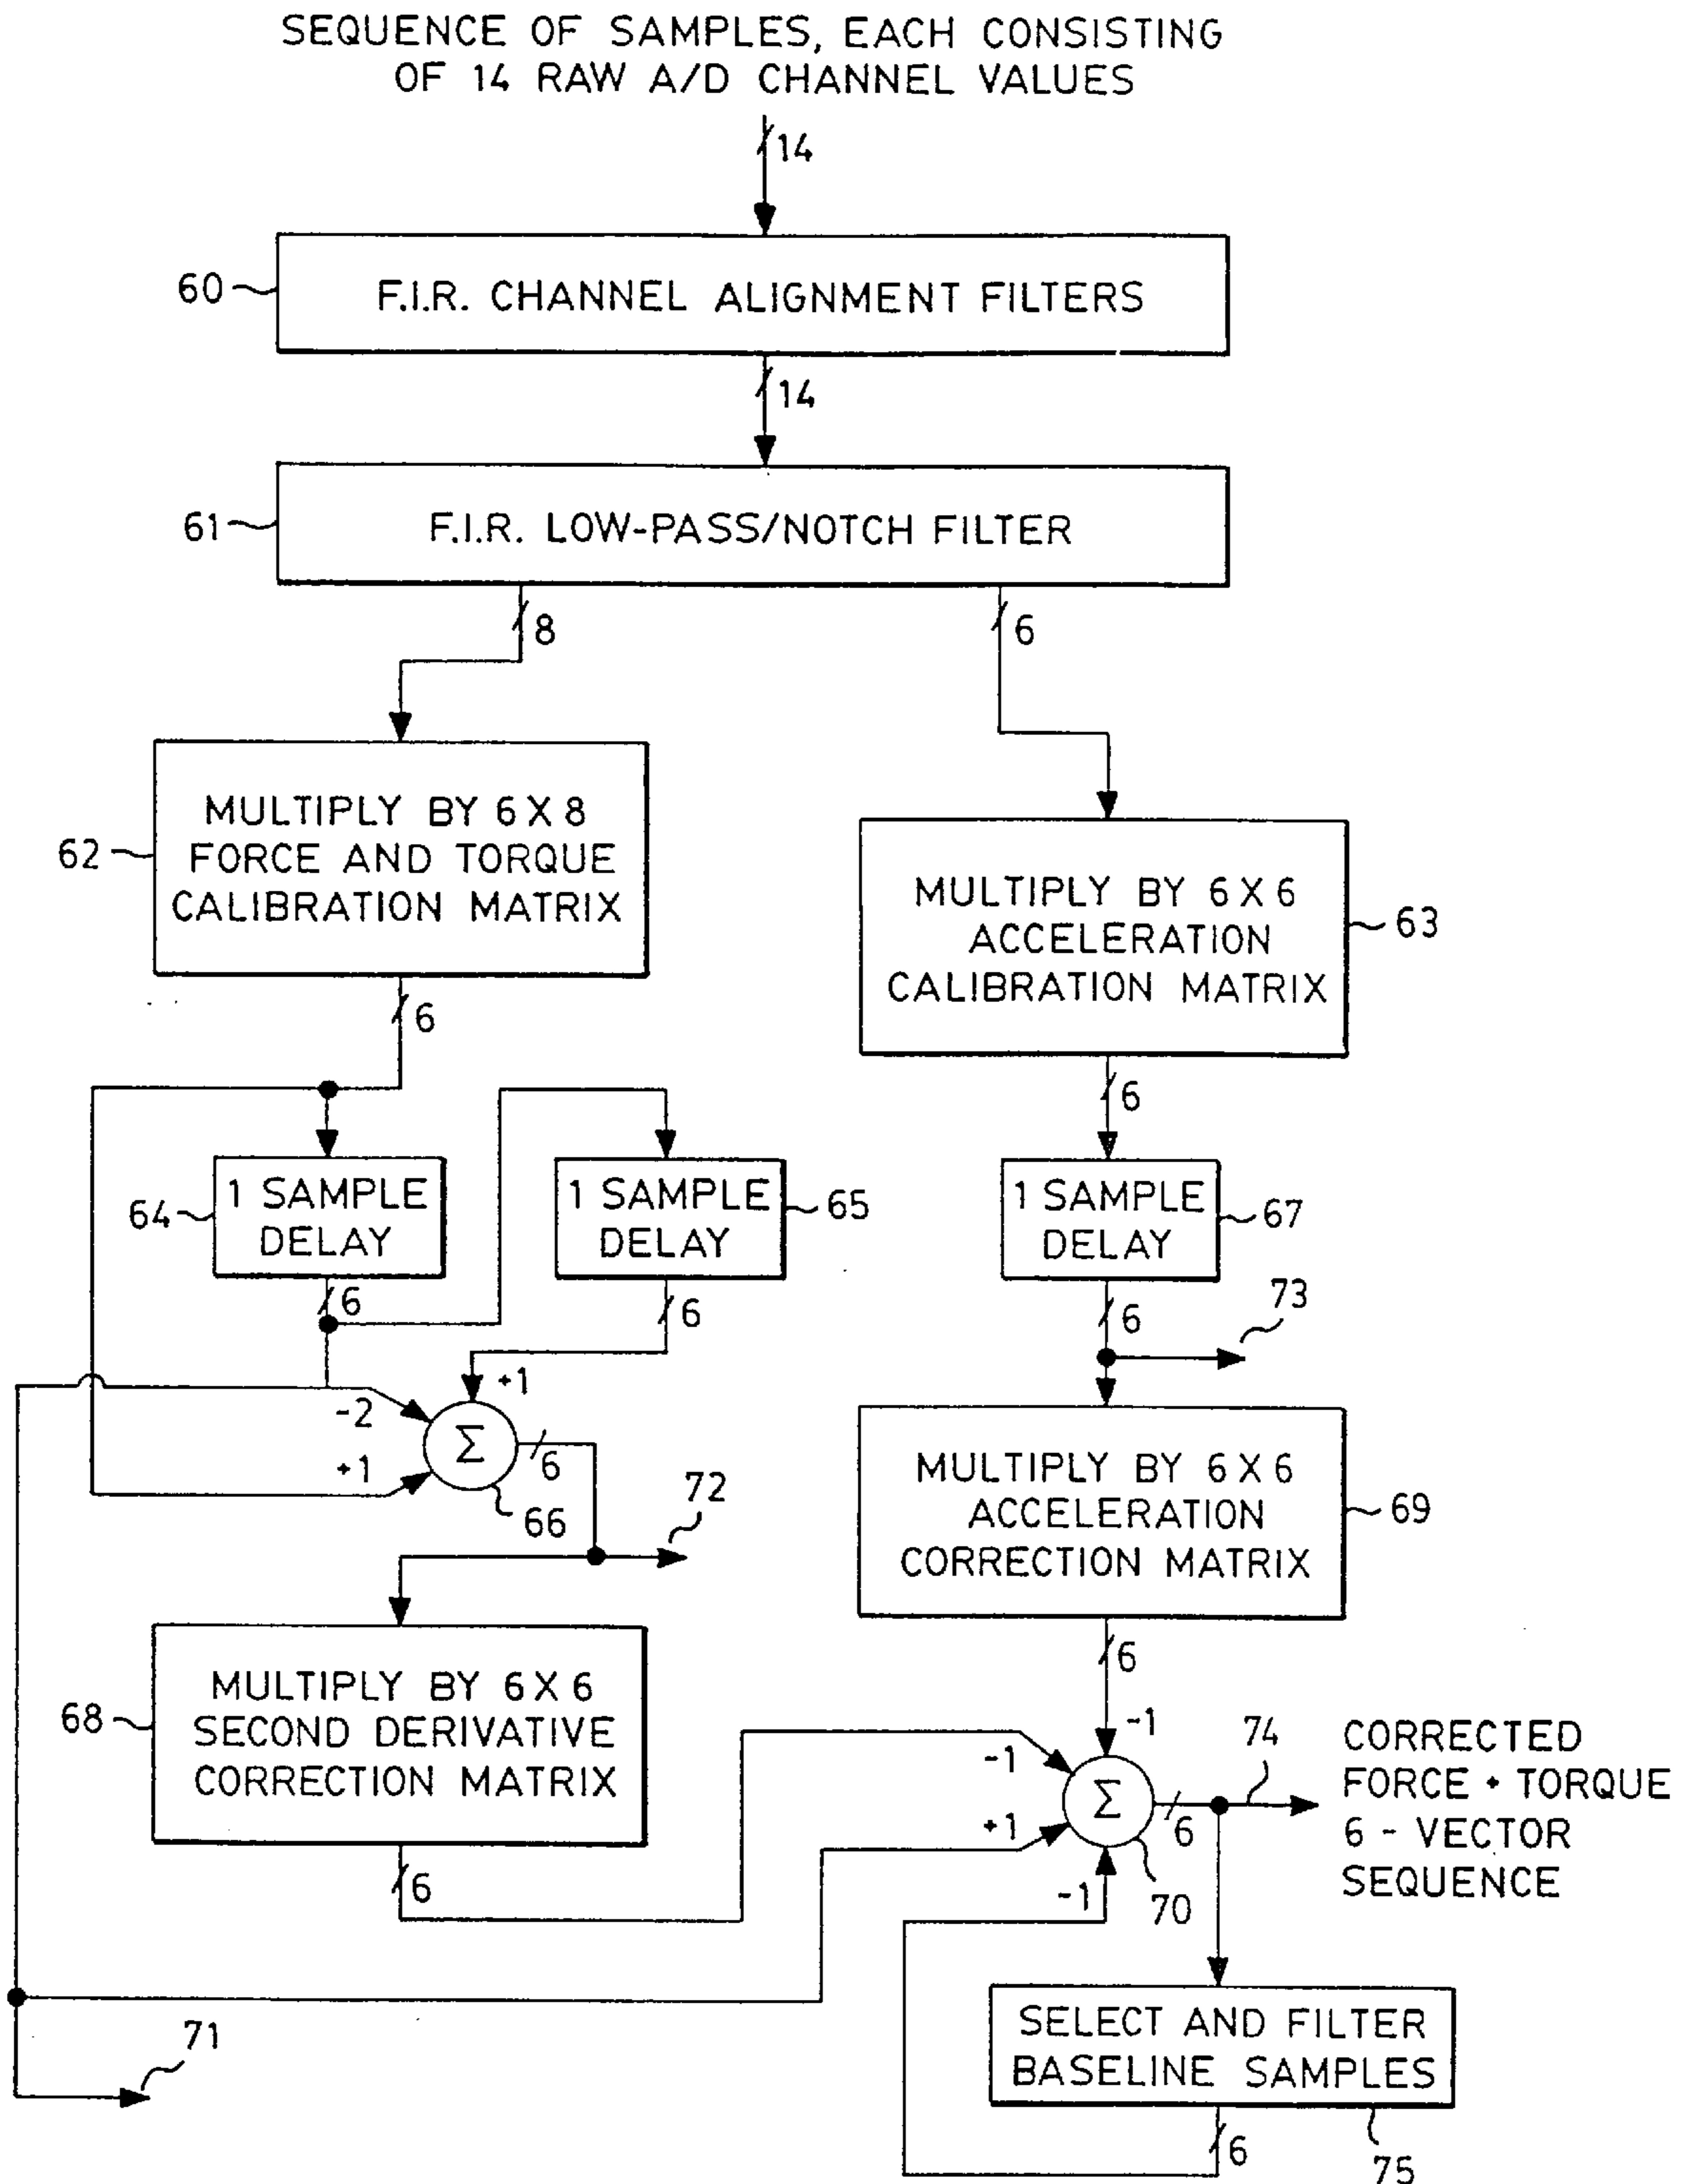 SEQUENCE OF SAMPLES, EACH CONSISTING
OF 14 RAW A/D CHANNEL VALUES
14
60
F.I.R. CHANNEL ALIGNMENT FILTERS
14
61
F.I.R. LOW-PASS/NOTCH FILTER
8
6
62
MULTIPLY BY 6 X 8
FORCE AND TORQUE
CALIBRATION MATRIX
63
MULTIPLY BY 6 X 6
ACCELERATION
CALIBRATION MATRIX
6
6
64
1 SAMPLE
DELAY
65
1 SAMPLE
DELAY
67
1 SAMPLE
DELAY
6
6
6
73
+1
-2
+1
Σ
6
66
72
69
MULTIPLY BY 6 X 6
ACCELERATION
CORRECTION MATRIX
6
68
MULTIPLY BY 6 X 6
SECOND DERIVATIVE
CORRECTION MATRIX
6
-1
-1
+1
-1
Σ
6
70
74
CORRECTED
FORCE + TORQUE
6 - VECTOR
SEQUENCE
71
SELECT AND FILTER
BASELINE SAMPLES
6
75